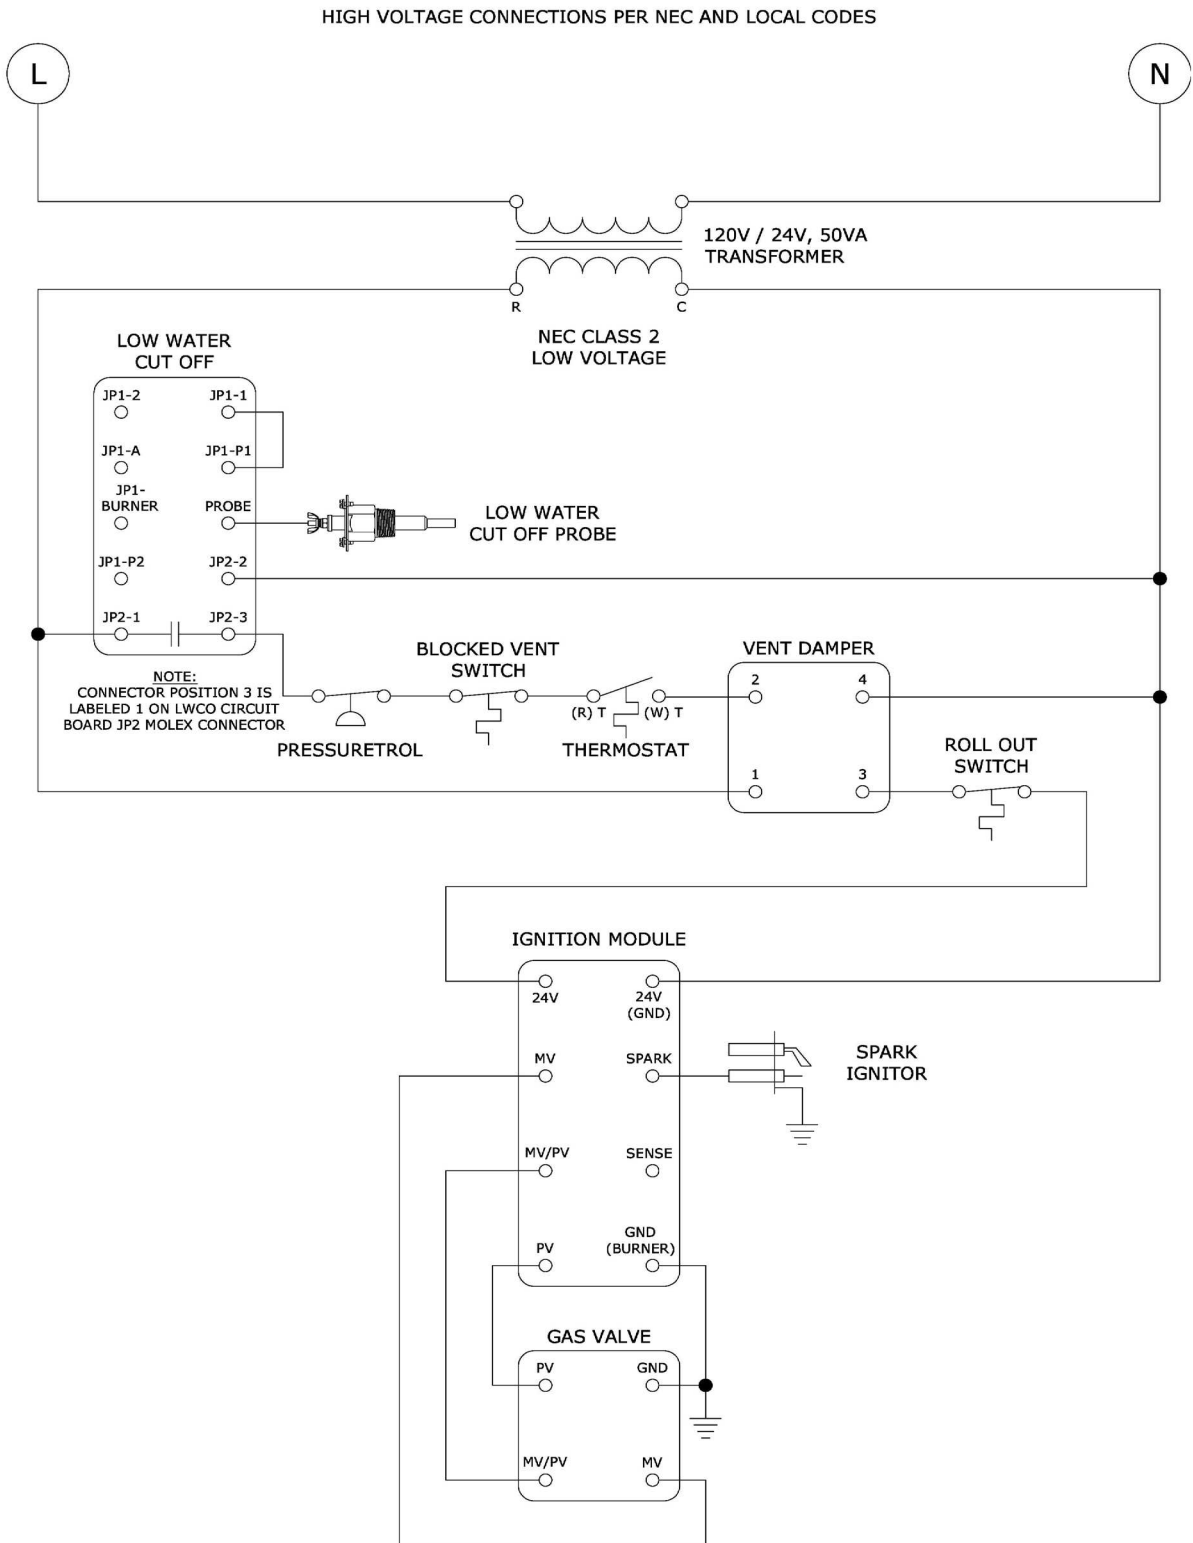 HIGH VOLTAGE CONNECTIONS PER NEC AND LOCAL CODES
L
N
120V / 24V, 50VA
TRANSFORMER
R
C
NEC CLASS 2
LOW VOLTAGE
LOW WATER
CUT OFF
JP1-2
JP1-1
JP1-A
JP1-P1
JP1-
BURNER
PROBE
LOW WATER
CUT OFF PROBE
JP1-P2
JP2-2
JP2-1
JP2-3
NOTE:
CONNECTOR POSITION 3 IS
LABELED 1 ON LWCO CIRCUIT
BOARD JP2 MOLEX CONNECTOR
PRESSURETROL
BLOCKED VENT
SWITCH
(R) T
(W) T
THERMOSTAT
VENT DAMPER
2
4
1
3
ROLL OUT
SWITCH
IGNITION MODULE
24V
24V
(GND)
MV
SPARK
SPARK
IGNITOR
MV/PV
SENSE
PV
GND
(BURNER)
GAS VALVE
PV
GND
MV/PV
MV